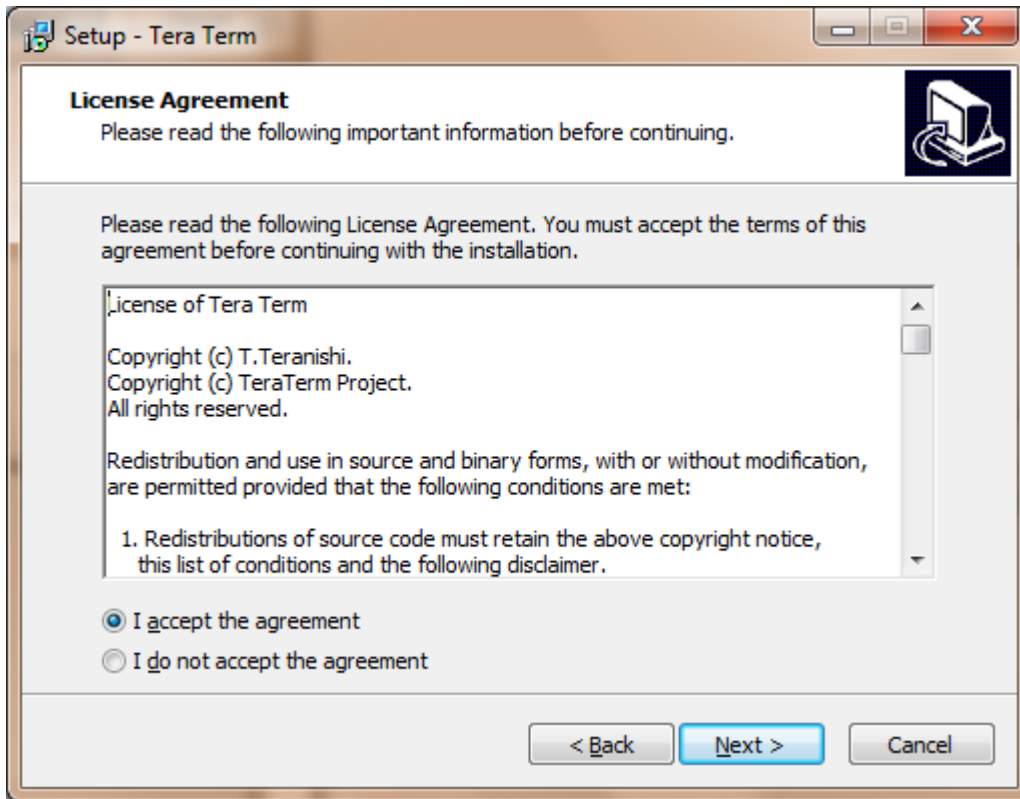 Setup - Tera Term
License Agreement
Please read the following important information before continuing.
Please read the following License Agreement. You must accept the terms of this
agreement before continuing with the installation.
License of Tera Term
Copyright (c) T.Teranishi.
Copyright (c) TeraTerm Project.
All rights reserved.
Redistribution and use in source and binary forms, with or without modification,
are permitted provided that the following conditions are met:
1. Redistributions of source code must retain the above copyright notice,
this list of conditions and the following disclaimer.
I accept the agreement
I do not accept the agreement
< Back Next > Cancel